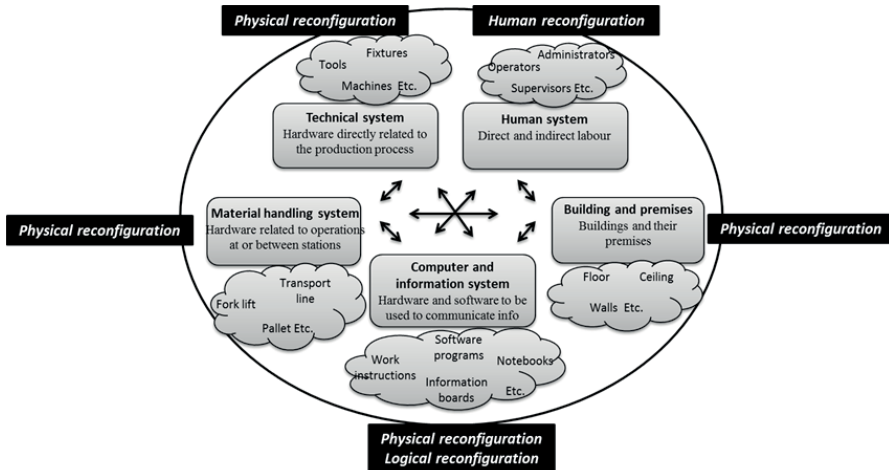 Physical reconfiguration
Human reconfiguration
Fixtures
Tools
Machines Etc.
Administrators
Operators
Supervisors Etc.
Technical system
Hardware directly related to
the production process
Human system
Direct and indirect labour
Physical reconfiguration
Material handling system
Hardware related to operations
at or between stations
Building and premises
Buildings and their
premises
Physical reconfiguration
Transport
line
Fork lift
Pallet Etc.
Computer and
information system
Hardware and software to be
used to communicate info
Floor
Ceiling
Walls Etc.
Software
programs
Work
instructions
Notebooks
Information
boards
Etc.
Physical reconfiguration
Logical reconfiguration